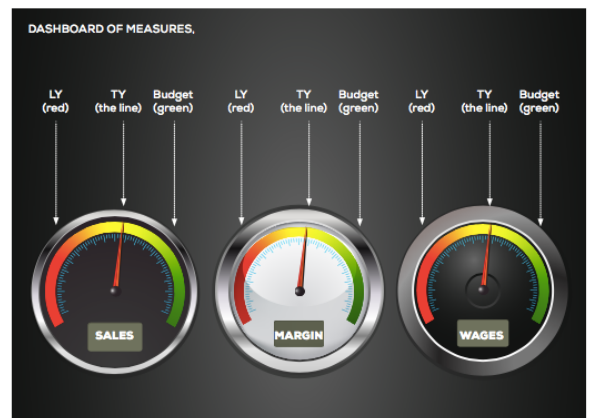 DASHBOARD OF MEASURES,
LY
(red)
TY
(the line)
Budget
(green)
LY
(red)
TY
(the line)
Budget
(green)
LY
(red)
TY
(the line)
Budget
(green)
SALES
MARGIN
WAGES